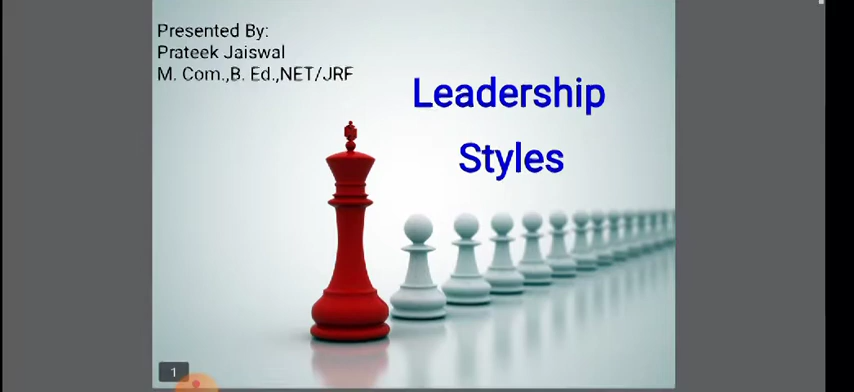 Presented By:
Prateek Jaiswal
M. Com.,B. Ed.,NET/JRF
Leadership
Styles
1